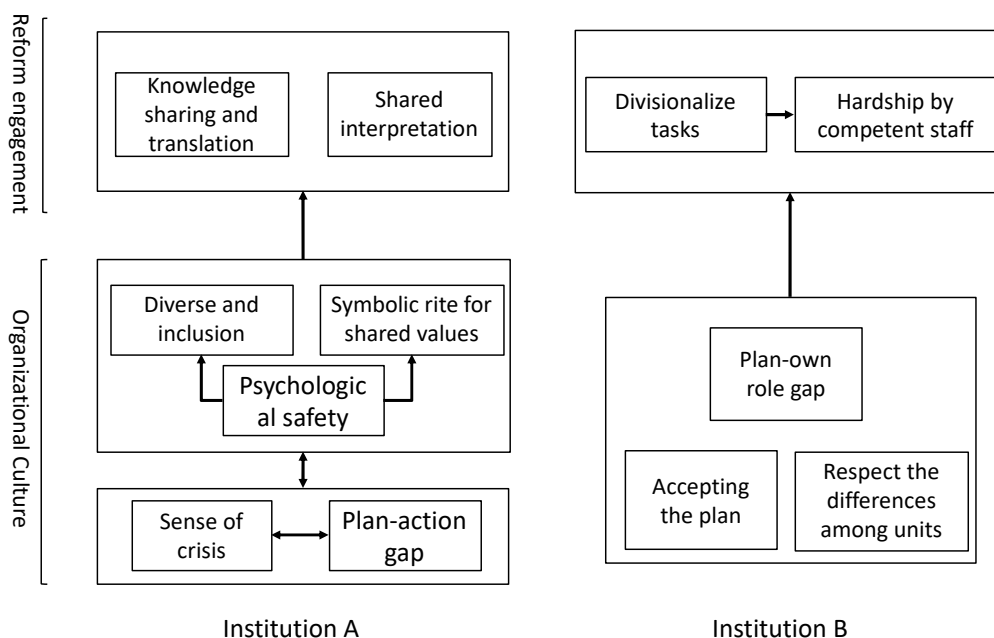 Reform engagement
Knowledge
sharing and
translation
Shared
interpretation
Divisionalize
tasks
Hardship by
competent staff
Organizational Culture
Diverse and
inclusion
Symbolic rite for
shared values
Psychologic
al safety
Sense of
crisis
Plan-action
gap
Plan-own
role gap
Accepting
the plan
Respect the
differences
among units
Institution A
Institution B